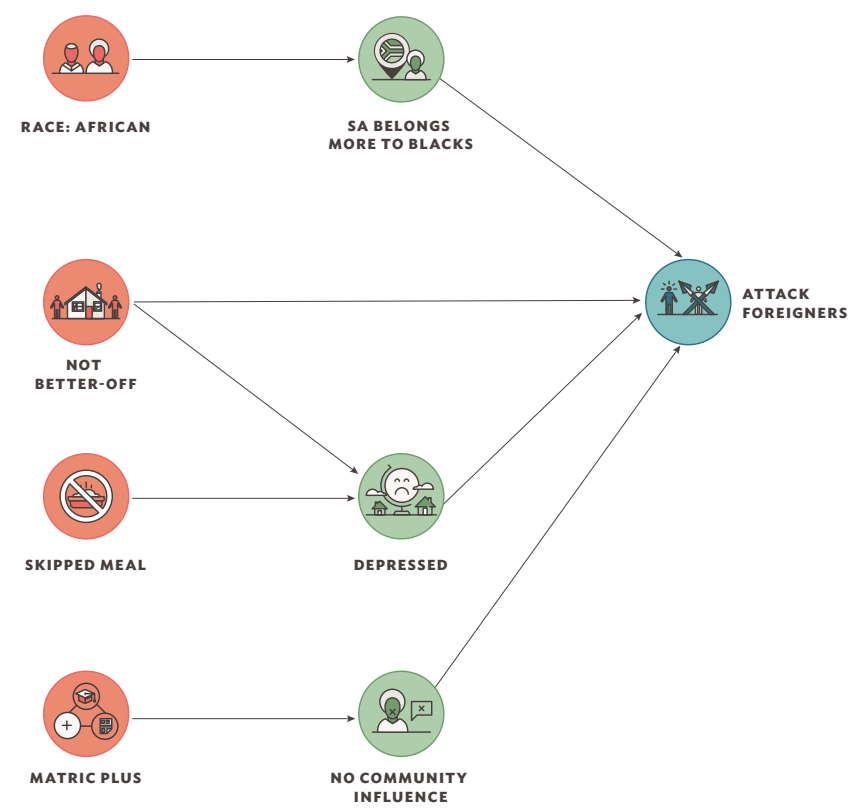 RACE: AFRICAN
SA BELONGS
MORE TO BLACKS
ATTACK
FOREIGNERS
NOT
BETTER-OFF
SKIPPED MEAL
DEPRESSED
MATRIC PLUS
NO COMMUNITY
INFLUENCE